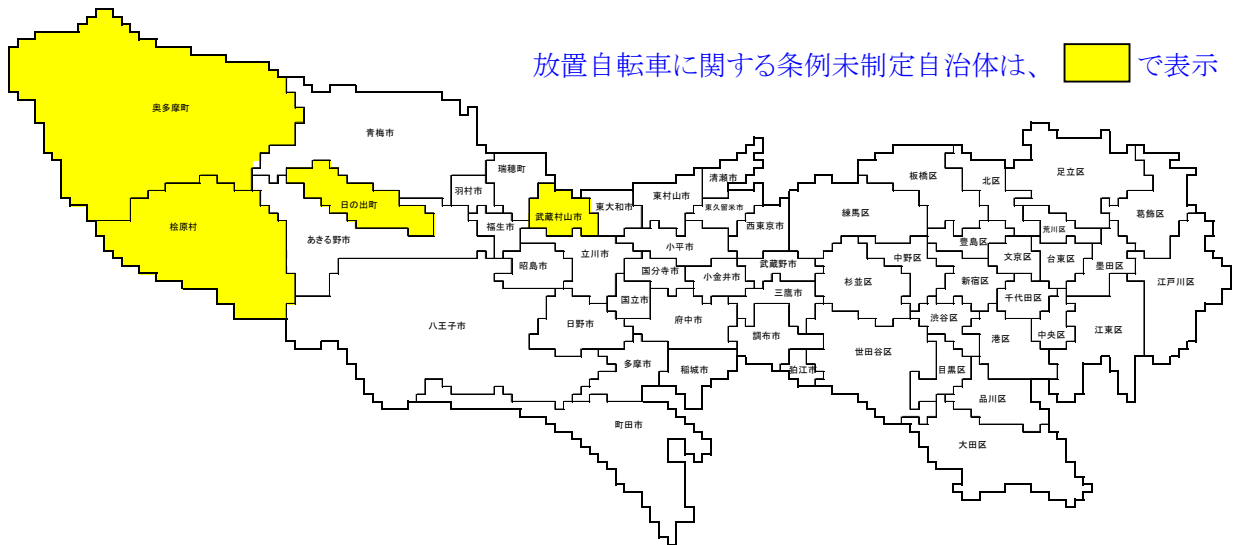 放置自転車に関する条例未制定自治体は、 で表示
奥多摩町
青梅市
瑞穂町
清瀬市
羽村市
東村山市
板橋区
北区
足立区
日の出町
武蔵村山市
東大和市
東久留米市
西東京市
練馬区
葛飾区
桧原村
あきる野市
福生市
小平市
豊島区
荒川区
昭島市
立川市
国分寺市
小金井市
武蔵野市
杉並区
中野区
新宿区
文京区
台東区
墨田区
江戸川区
国立市
三鷹市
千代田区
八王子市
日野市
府中市
調布市
渋谷区
港区
中央区
江東区
多摩市
稲城市
狛江市
世田谷区
目黒区
品川区
町田市
大田区